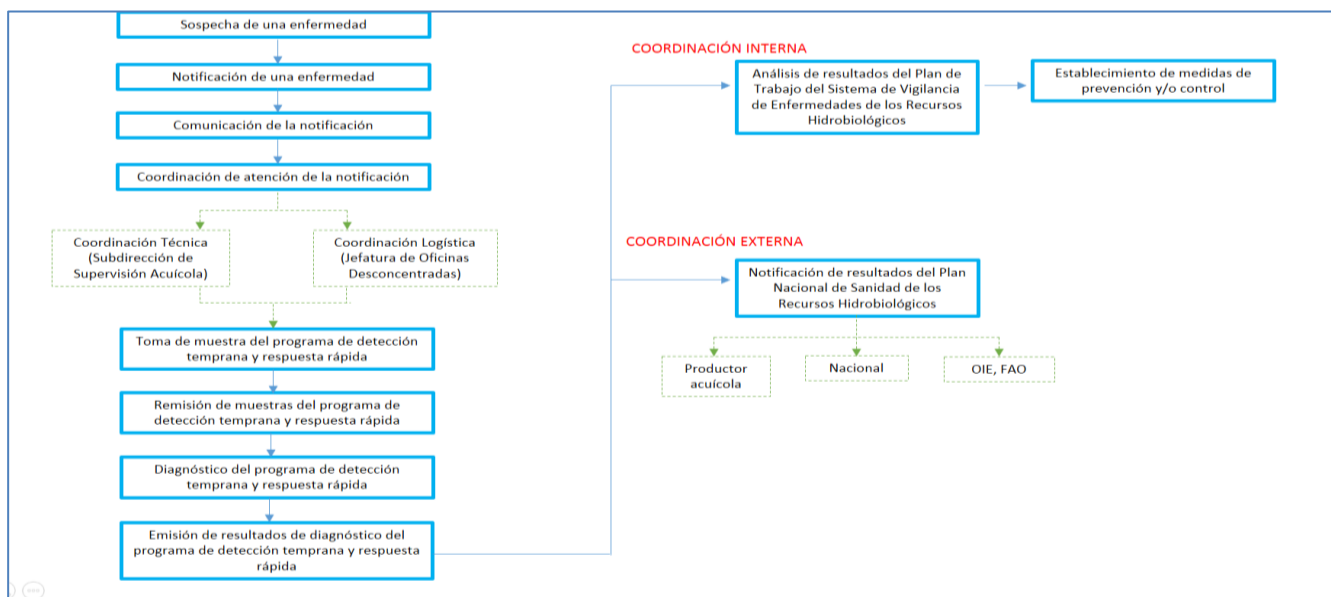 Sospecha de una enfermedad
Notificación de una enfermedad
Comunicación de la notificación
Coordinación de atención de la notificación
Coordinación Técnica
(Subdirección de
Supervisión Acuícola)
Coordinación Logística
(Jefatura de Oficinas
Desconcentradas)
Toma de muestra del programa de detección
temprana y respuesta rápida
Remisión de muestras del programa de
detección temprana y respuesta rápida
Diagnóstico del programa de detección
temprana y respuesta rápida
Emisión de resultados de diagnóstico del
programa de detección temprana y respuesta
rápida
COORDINACIÓN INTERNA
Análisis de resultados del Plan de
Trabajo del Sistema de Vigilancia
de Enfermedades de los Recursos
Hidrobiológicos
Establecimiento de medidas de
prevención y/o control
COORDINACIÓN EXTERNA
Notificación de resultados del Plan
Nacional de Sanidad de los
Recursos Hidrobiológicos
Productor
acuícola
Nacional
OIE, FAO